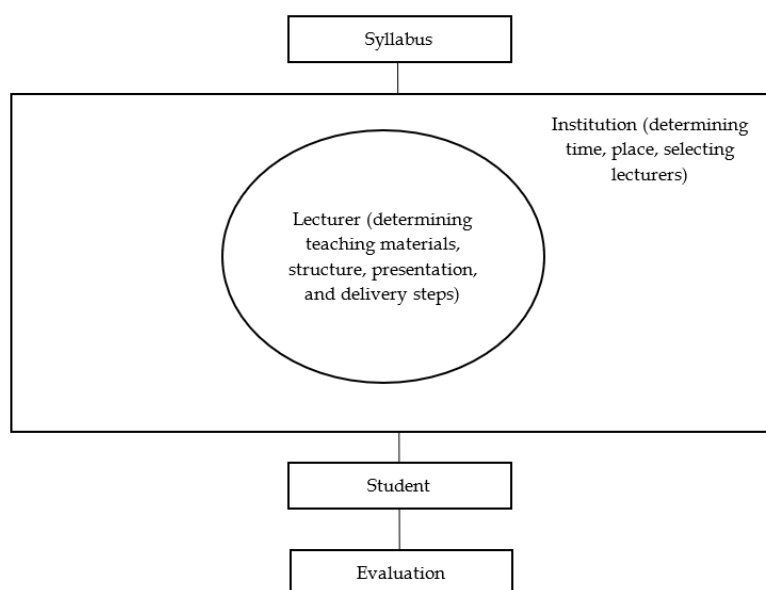 Syllabus
Institution (determining
time, place, selecting
lecturers)
Lecturer (determining
teaching materials,
structure, presentation,
and delivery steps)
Student
Evaluation